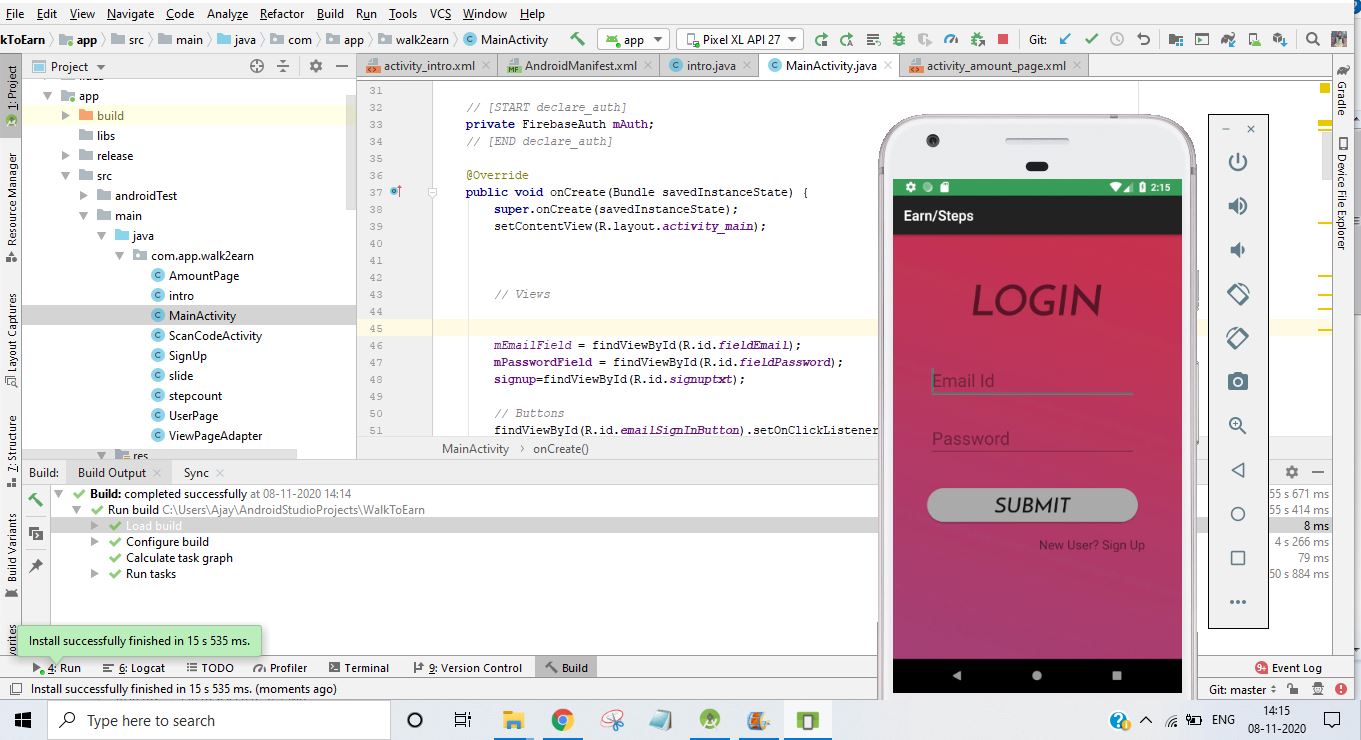 File Edit View Navigate Code Analyze Refactor Build Run Tools VCS Window Help
kToEarn app src main java com app walk2earn MainActivity app Pixel XL API 27 Git:
Project activity_intro.xml AndroidManifest.xml intro.java MainActivity.java activity_amount_page.xml
1: Project
Resource Manager
Layout Captures
Z: Structure
Build Variants
Gradle
Device File Explorer
app
build
libs
release
src
androidTest
main
java
com.app.walk2earn
AmountPage
intro
MainActivity
ScanCodeActivity
SignUp
slide
stepcount
UserPage
ViewPageAdapter
res
31
32 // [START declare_auth]
33 private FirebaseAuth mAuth;
34 // [END declare_auth]
35
36 @Override
37 public void onCreate(Bundle savedInstanceState) {
38 super.onCreate(savedInstanceState);
39 setContentView(R.layout.activity_main);
40
41
42
43 // Views
44
45
46 mEmailField = findViewById(R.id.fieldEmail);
47 mPasswordField = findViewById(R.id.fieldPassword);
48 signup=findViewById(R.id.signuptxt);
49
50 // Buttons
51 findViewById(R.id.emailSignInButton).setOnClickListener
MainActivity onCreate()
2:15
Earn/Steps
LOGIN
Email Id
Password
SUBMIT
New User? Sign Up
Build: Build Output Sync
Build: completed successfully at 08-11-2020 14:14 55 s 671 ms
Run build C:\Users\Ajay\AndroidStudioProjects\WalkToEarn 55 s 414 ms
Load build 8 ms
Configure build 4 s 266 ms
Calculate task graph 79 ms
Run tasks 50 s 884 ms
Install successfully finished in 15 s 535 ms.
4: Run 6: Logcat TODO Profiler Terminal 9: Version Control Build 9+ Event Log
Install successfully finished in 15 s 535 ms. (moments ago) Git: master
Type here to search ENG 14:15
08-11-2020